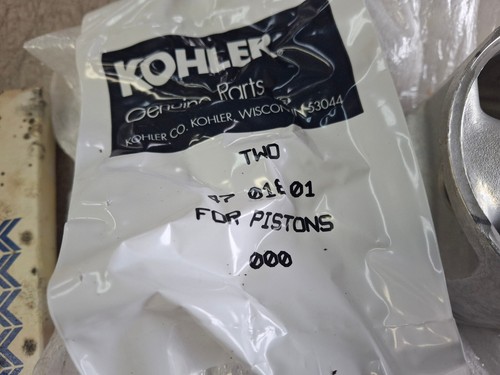 KOHLER
Genuine Parts
KOHLER CO. KOHLER, WISCONSIN 53044
TWO
FOR PISTONS
000